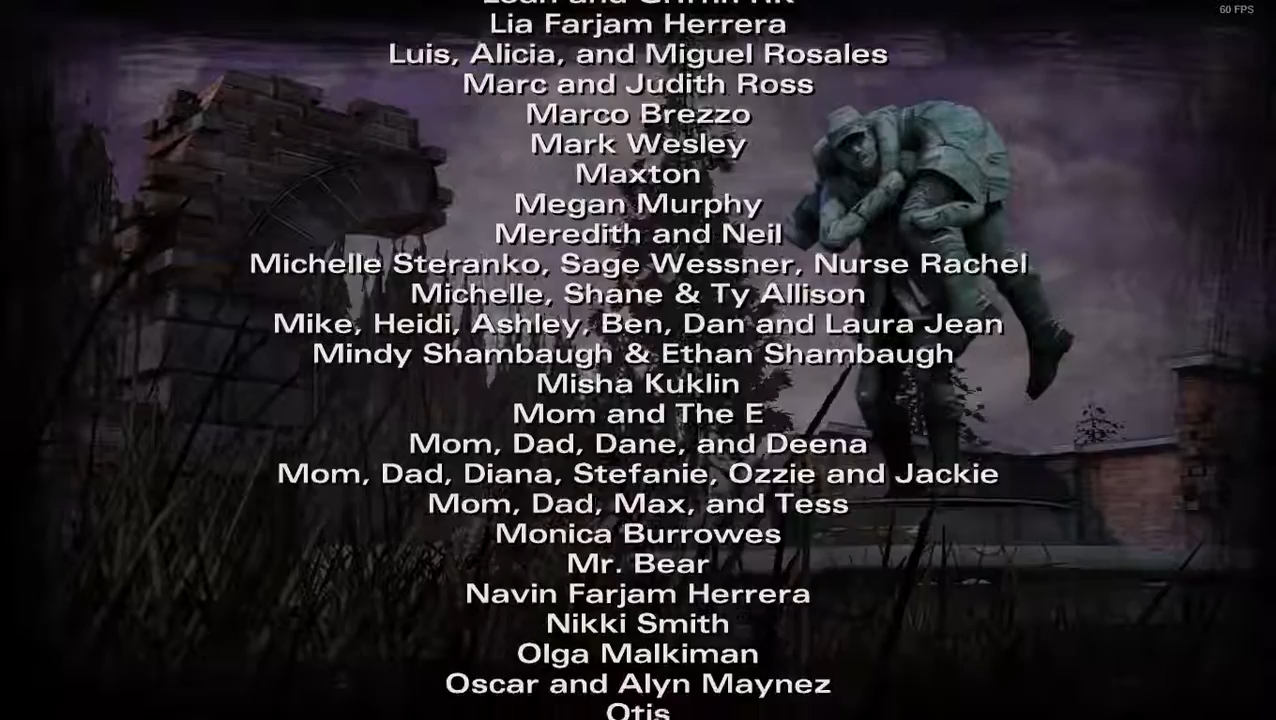 60 FPS
Lia Farjam Herrera
Luis, Alicia, and Miguel Rosales
Marc and Judith Ross
Marco Brezzo
Mark Wesley
Maxton
Megan Murphy
Meredith and Neil
Michelle Steranko, Sage Wessner, Nurse Rachel
Michelle, Shane & Ty Allison
Mike, Heidi, Ashley, Ben, Dan and Laura Jean
Mindy Shambaugh & Ethan Shambaugh
Misha Kuklin
Mom and The E
Mom, Dad, Dane, and Deena
Mom, Dad, Diana, Stefanie, Ozzie and Jackie
Mom, Dad, Max, and Tess
Monica Burrowes
Mr. Bear
Navin Farjam Herrera
Nikki Smith
Olga Malkiman
Oscar and Alyn Maynez
Otis